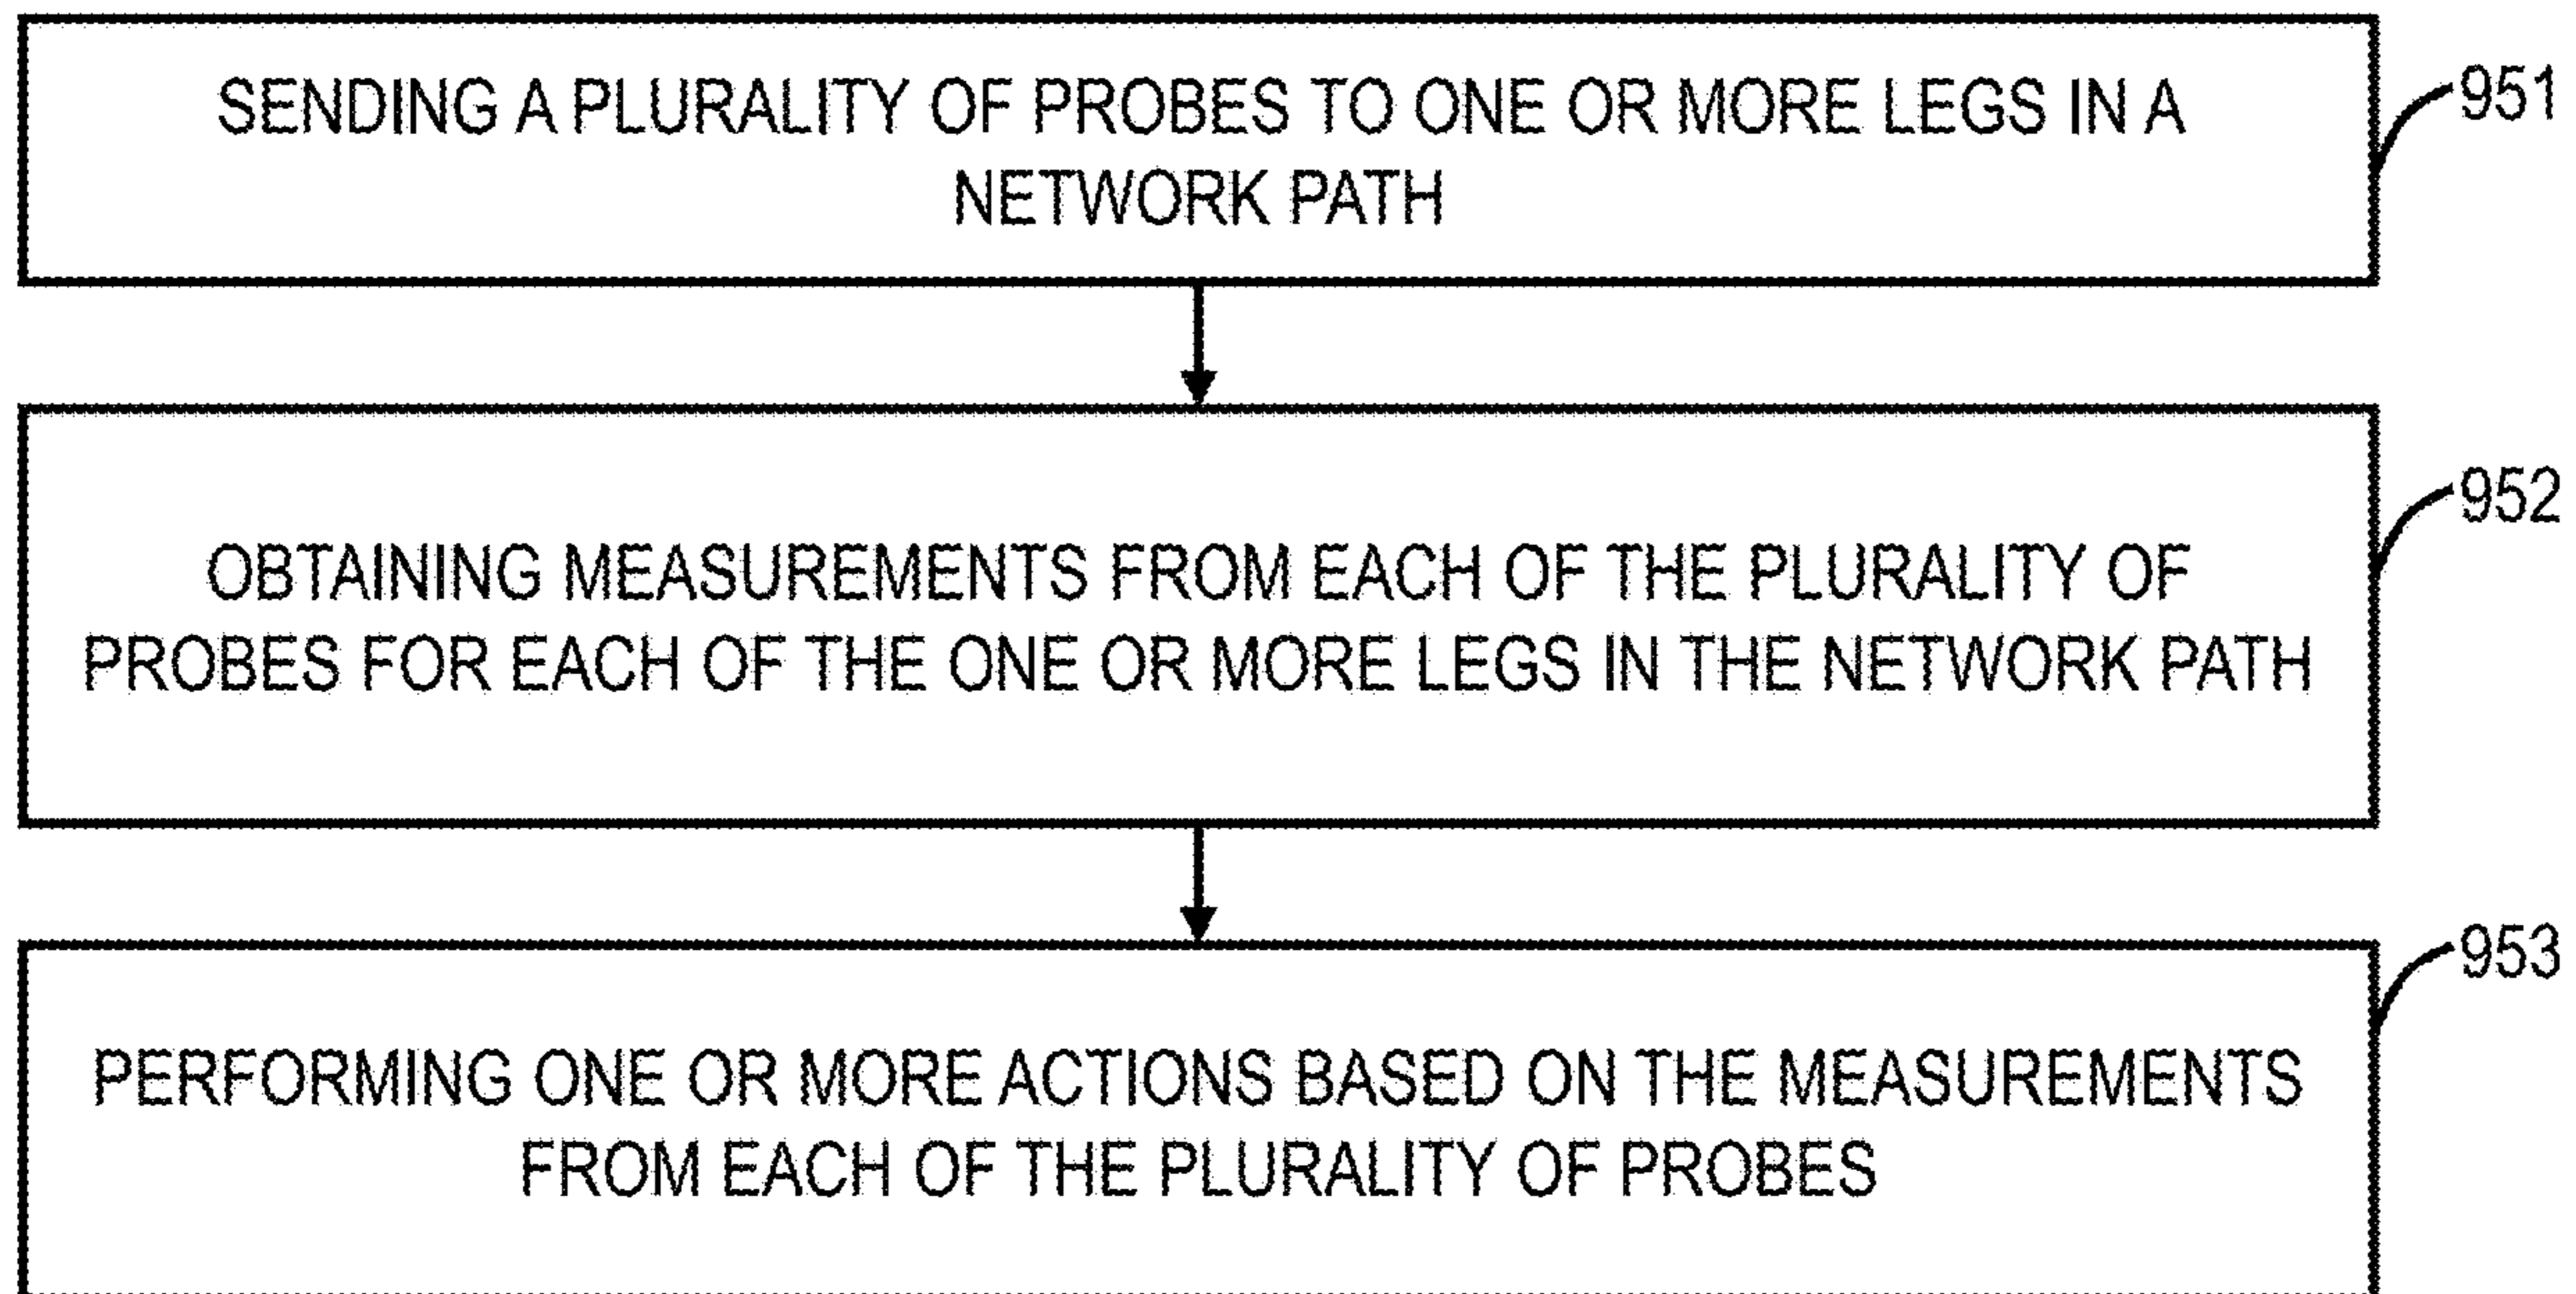 SENDING A PLURALITY OF PROBES TO ONE OR MORE LEGS IN A
NETWORK PATH
951
OBTAINING MEASUREMENTS FROM EACH OF THE PLURALITY OF
PROBES FOR EACH OF THE ONE OR MORE LEGS IN THE NETWORK PATH
952
PERFORMING ONE OR MORE ACTIONS BASED ON THE MEASUREMENTS
FROM EACH OF THE PLURALITY OF PROBES
953